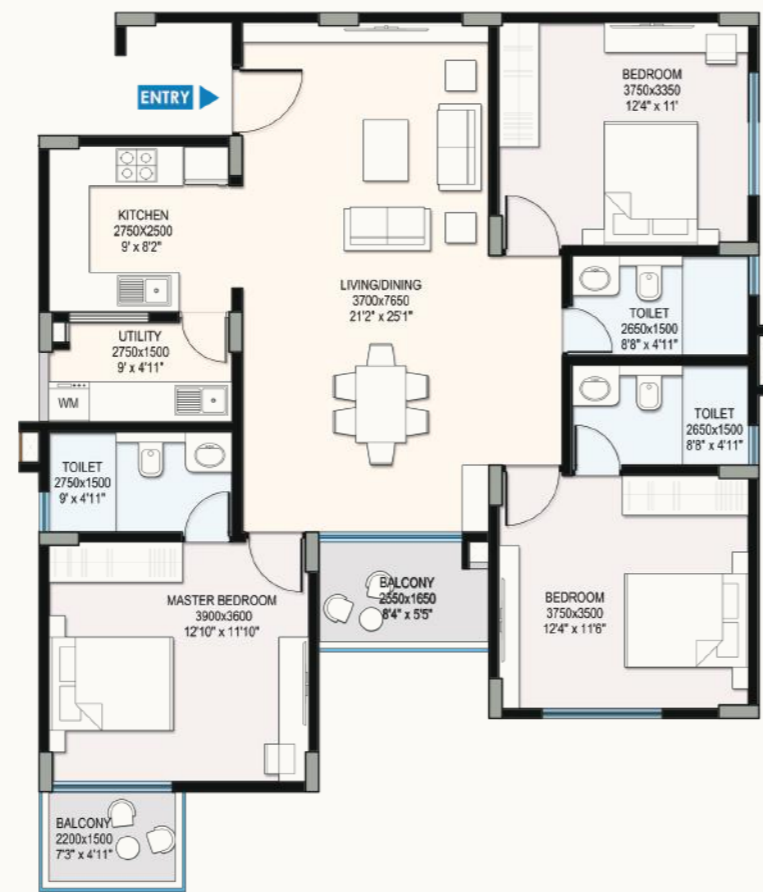 ENTRY
BEDROOM
3750x3350
12'4" x 11'
KITCHEN
2750X2500
9' x 8'2"
LIVING/DINING
3700x7650
21'2" x 25'1"
TOILET
2650x1500
8'8" x 4'11"
UTILITY
2750x1500
9' x 4'11"
WM
TOILET
2650x1500
8'8" x 4'11"
TOILET
2750x1500
9' x 4'11"
BALCONY
2550x1650
8'4" x 5'5"
MASTER BEDROOM
3900x3600
12'10" x 11'10"
BEDROOM
3750x3500
12'4" x 11'6"
BALCONY
2200x1500
7'3" x 4'11"